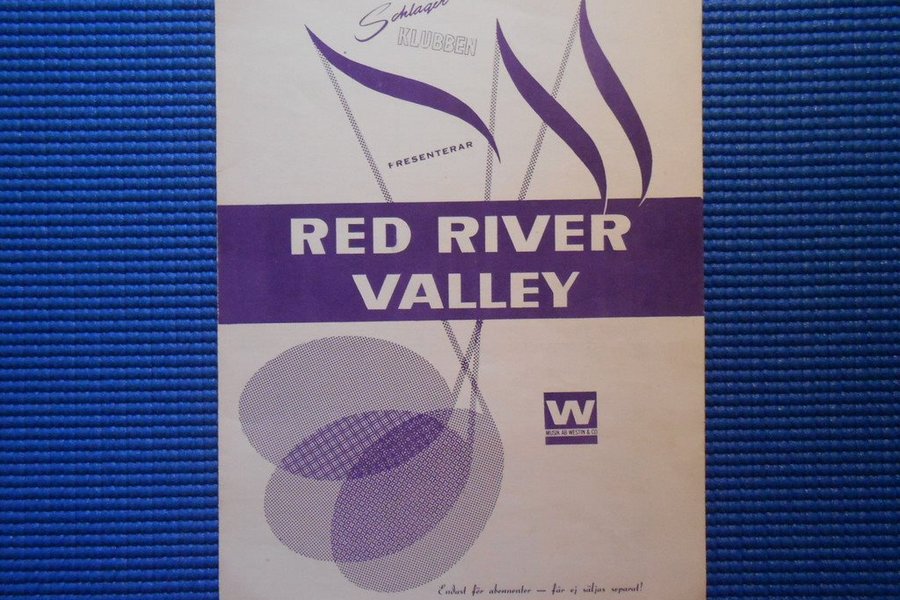 Schlager
KLUBBEN
PRESENTERAR
RED RIVER
VALLEY
W
MUSIK AB WESTIN & CO
Endast för abonnenter — får ej säljas separat!